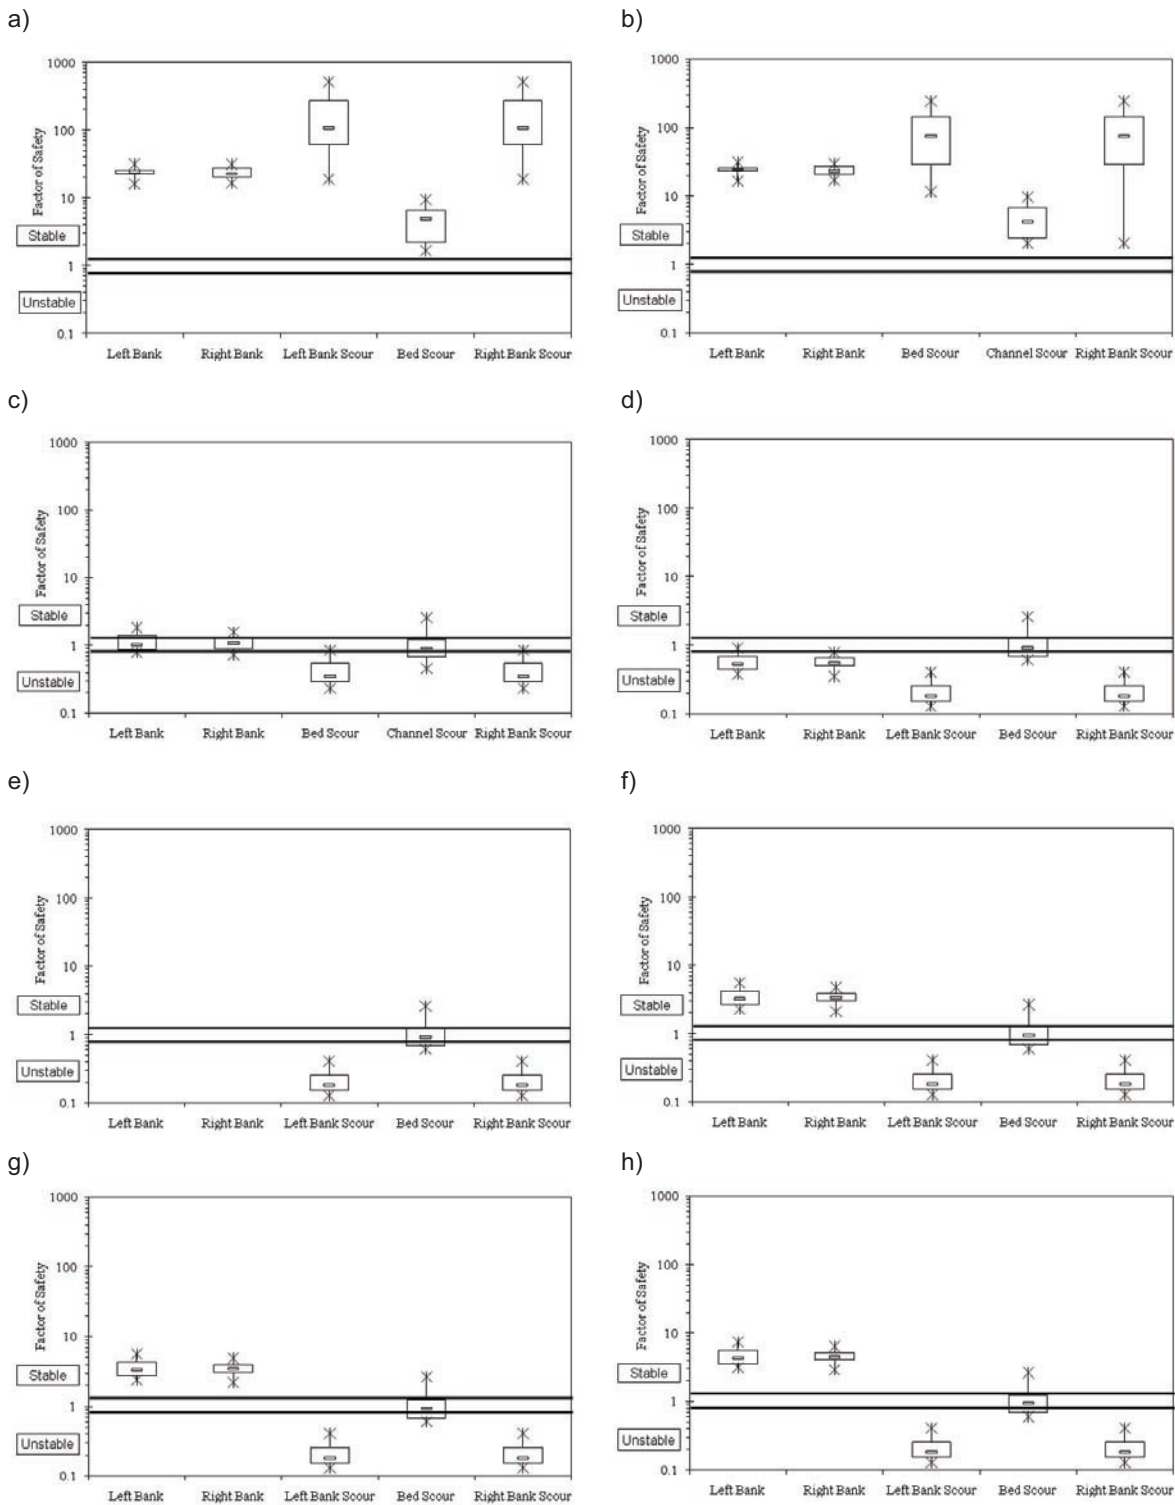 a)
1000
100
10
1
0.1
Factor of Safety
Stable
Unstable
Left Bank Right Bank Left Bank Scour Bed Scour Right Bank Scour
b)
1000
100
10
1
0.1
Factor of Safety
Stable
Unstable
Left Bank Right Bank Bed Scour Channel Scour Right Bank Scour
c)
1000
100
10
1
0.1
Factor of Safety
Stable
Unstable
Left Bank Right Bank Bed Scour Channel Scour Right Bank Scour
d)
1000
100
10
1
0.1
Factor of Safety
Stable
Unstable
Left Bank Right Bank Left Bank Scour Bed Scour Right Bank Scour
e)
1000
100
10
1
0.1
Factor of Safety
Stable
Unstable
Left Bank Right Bank Left Bank Scour Bed Scour Right Bank Scour
f)
1000
100
10
1
0.1
Factor of Safety
Stable
Unstable
Left Bank Right Bank Left Bank Scour Bed Scour Right Bank Scour
g)
1000
100
10
1
0.1
Factor of Safety
Stable
Unstable
Left Bank Right Bank Left Bank Scour Bed Scour Right Bank Scour
h)
1000
100
10
1
0.1
Factor of Safety
Stable
Unstable
Left Bank Right Bank Left Bank Scour Bed Scour Right Bank Scour